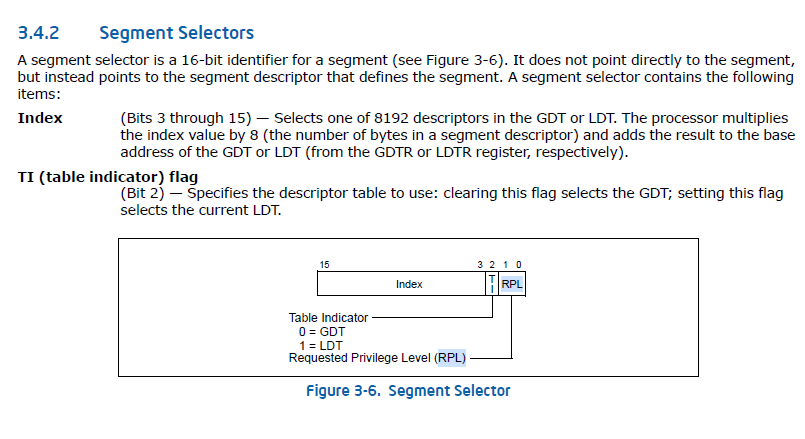 3.4.2 Segment Selectors
A segment selector is a 16-bit identifier for a segment (see Figure 3-6). It does not point directly to the segment,
but instead points to the segment descriptor that defines the segment. A segment selector contains the following
items:
Index (Bits 3 through 15) — Selects one of 8192 descriptors in the GDT or LDT. The processor multiplies
the index value by 8 (the number of bytes in a segment descriptor) and adds the result to the base
address of the GDT or LDT (from the GDTR or LDTR register, respectively).
TI (table indicator) flag
(Bit 2) — Specifies the descriptor table to use: clearing this flag selects the GDT; setting this flag
selects the current LDT.
15 3 2 1 0
Index TI RPL
Table Indicator
0 = GDT
1 = LDT
Requested Privilege Level (RPL)
Figure 3-6. Segment Selector